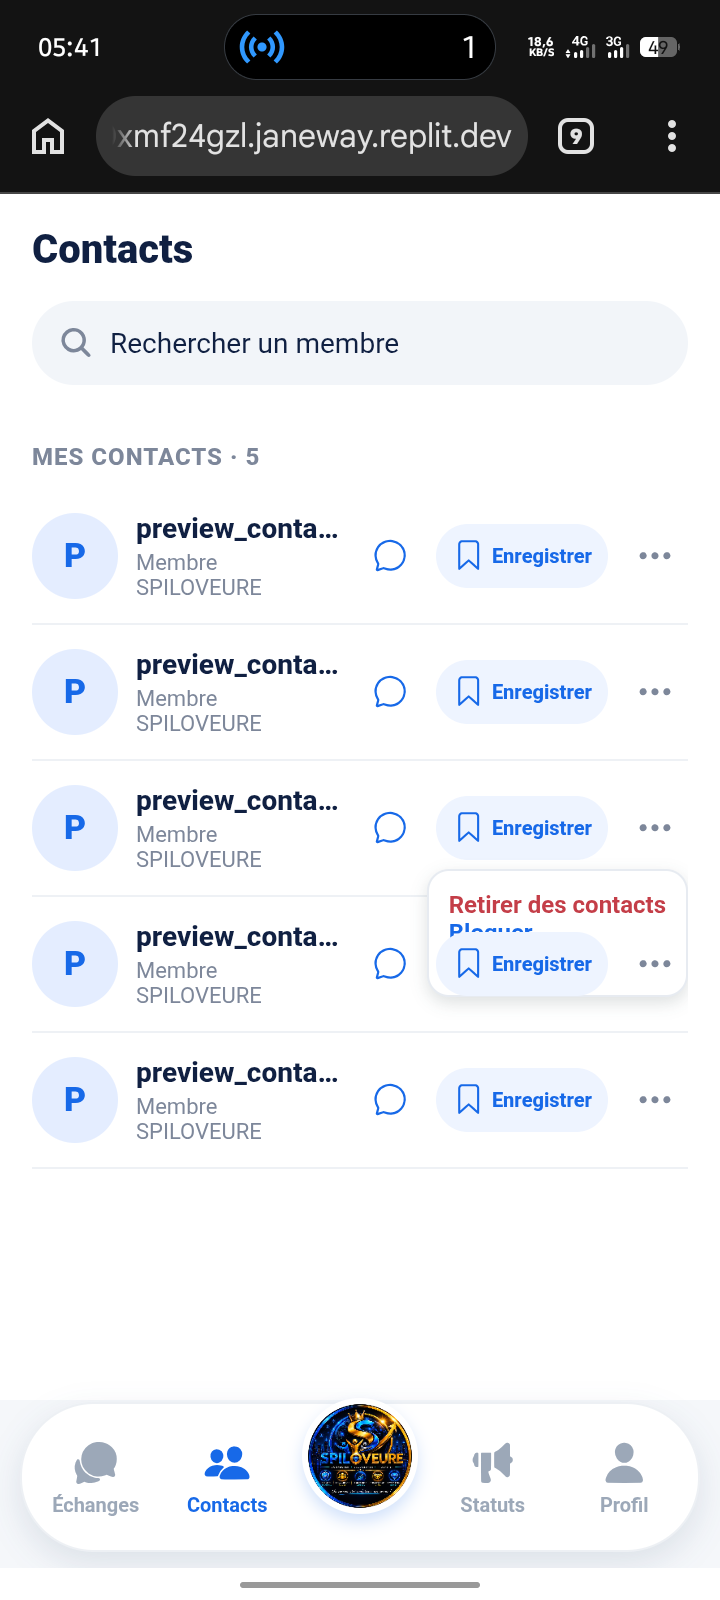 05:41
1
18,6
KB/S
4G
3G
49
xmf24gzl.janeway.replit.dev
9
Contacts
Rechercher un membre
MES CONTACTS · 5
preview_conta...
Membre
SPILOVEURE
Enregistrer
preview_conta...
Membre
SPILOVEURE
Enregistrer
preview_conta...
Membre
SPILOVEURE
Enregistrer
Retirer des contacts
Bloquer
preview_conta...
Membre
SPILOVEURE
Enregistrer
preview_conta...
Membre
SPILOVEURE
Enregistrer
SPILOVEURE
Échanges
Contacts
Statuts
Profil